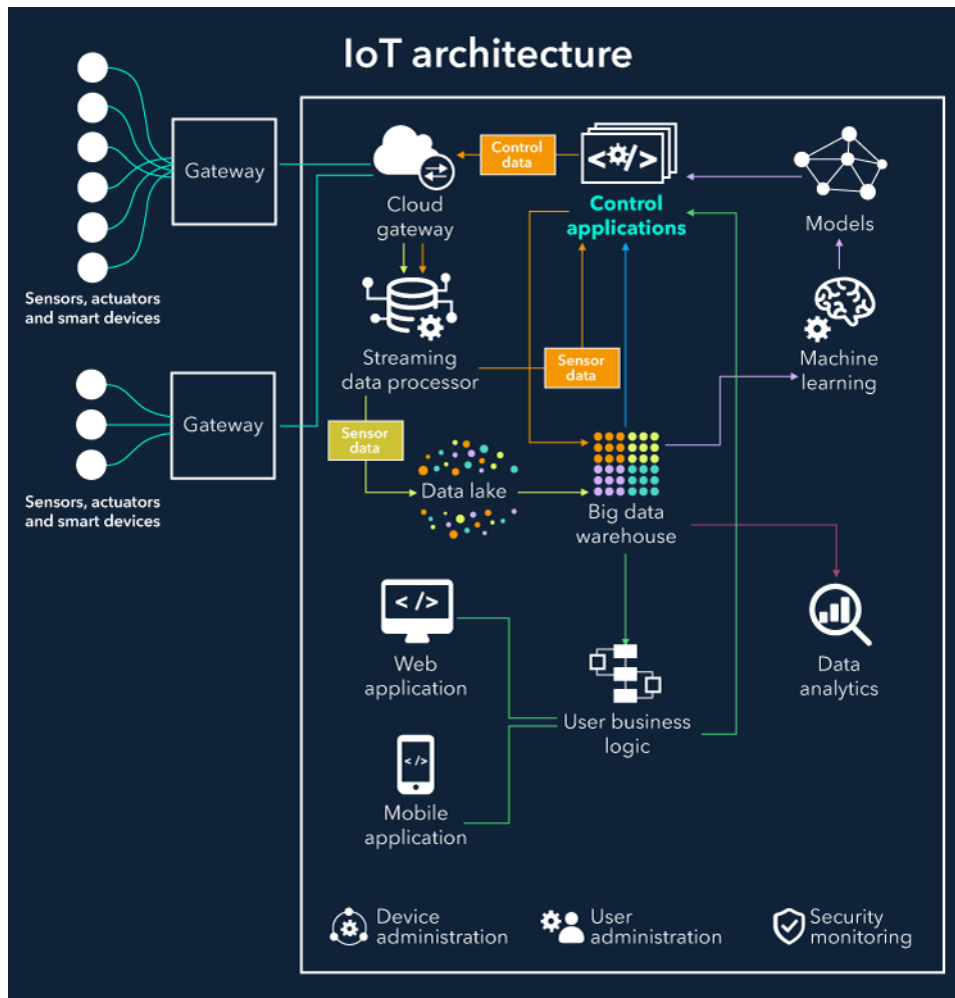 IoT architecture
Gateway
Sensors, actuators
and smart devices
Gateway
Sensors, actuators
and smart devices
Cloud
gateway
Control
data
</>
Control
applications
Models
Streaming
data processor
Sensor
data
Machine
learning
Sensor
data
Data lake
Big data
warehouse
</>
Web
application
User business
logic
Data
analytics
</>
Mobile
application
Device
administration
User
administration
Security
monitoring